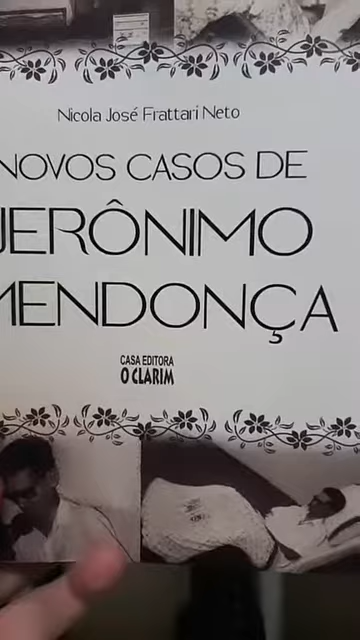 Nicola José Frattari Neto
NOVOS CASOS DE
JERÔNIMO
MENDONÇA
CASA EDITORA
O CLARIM